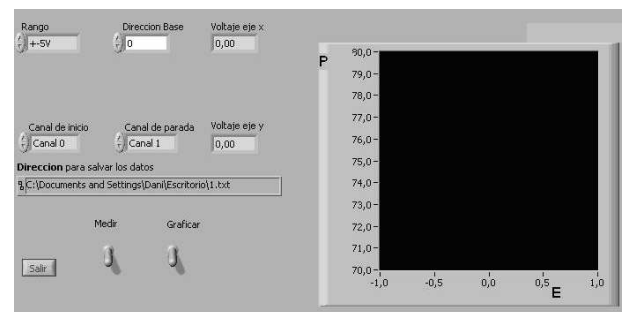 Rango Direccion Base Voltaje eje x
+-5V 0 0,00
Canal de inicio Canal de parada Voltaje eje y
Canal 0 Canal 1 0,00
Direccion para salvar los datos
C:\Documents and Settings\Dani\Escritorio\1.txt
Medir Graficar
Salir
P
80,0
79,0
78,0
77,0
76,0
75,0
74,0
73,0
72,0
71,0
70,0
-1,0 -0,5 0,0 0,5 1,0
E